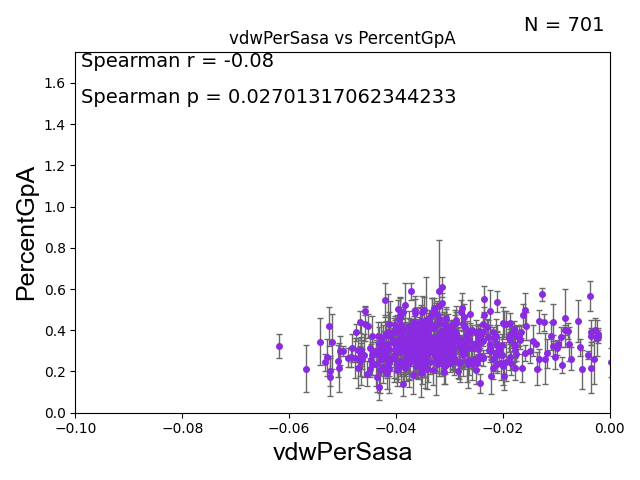 N = 701
vdwPerSasa vs PercentGpA
Spearman r = -0.08
Spearman p = 0.02701317062344233
1.6
1.4
1.2
1.0
0.8
0.6
0.4
0.2
0.0
PercentGpA
−0.10
−0.08
−0.06
−0.04
−0.02
0.00
vdwPerSasa